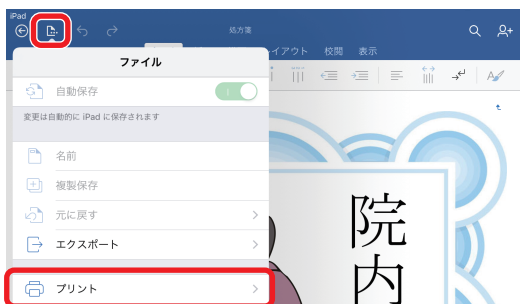 iPad
処方箋
イアウト 校閲 表示
ファイル
自動保存
変更は自動的に iPad に保存されます
名前
複製保存
元に戻す
エクスポート
プリント
院内